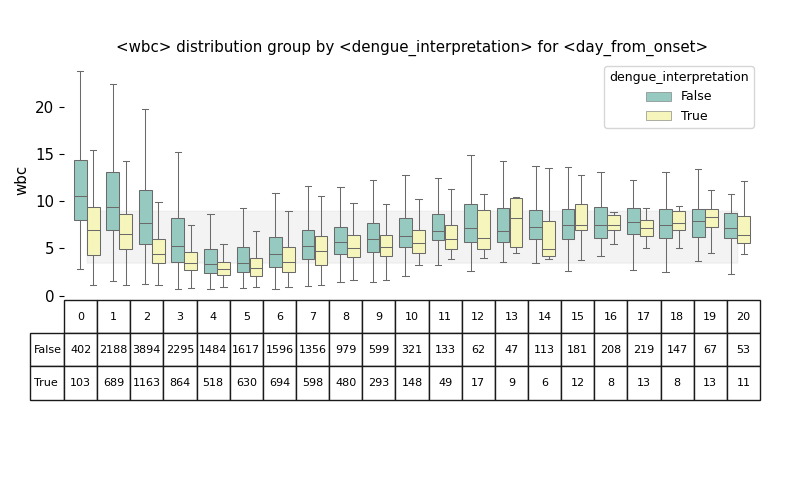 <wbc> distribution group by <dengue_interpretation> for <day_from_onset>
dengue_interpretation
False
True
wbc
20
15
10
5
0
0 1 2 3 4 5 6 7 8 9 10 11 12 13 14 15 16 17 18 19 20
False 402 2188 3894 2295 1484 1617 1596 1356 979 599 321 133 62 47 113 181 208 219 147 67 53
True 103 689 1163 864 518 630 694 598 480 293 148 49 17 9 6 12 8 13 8 13 11